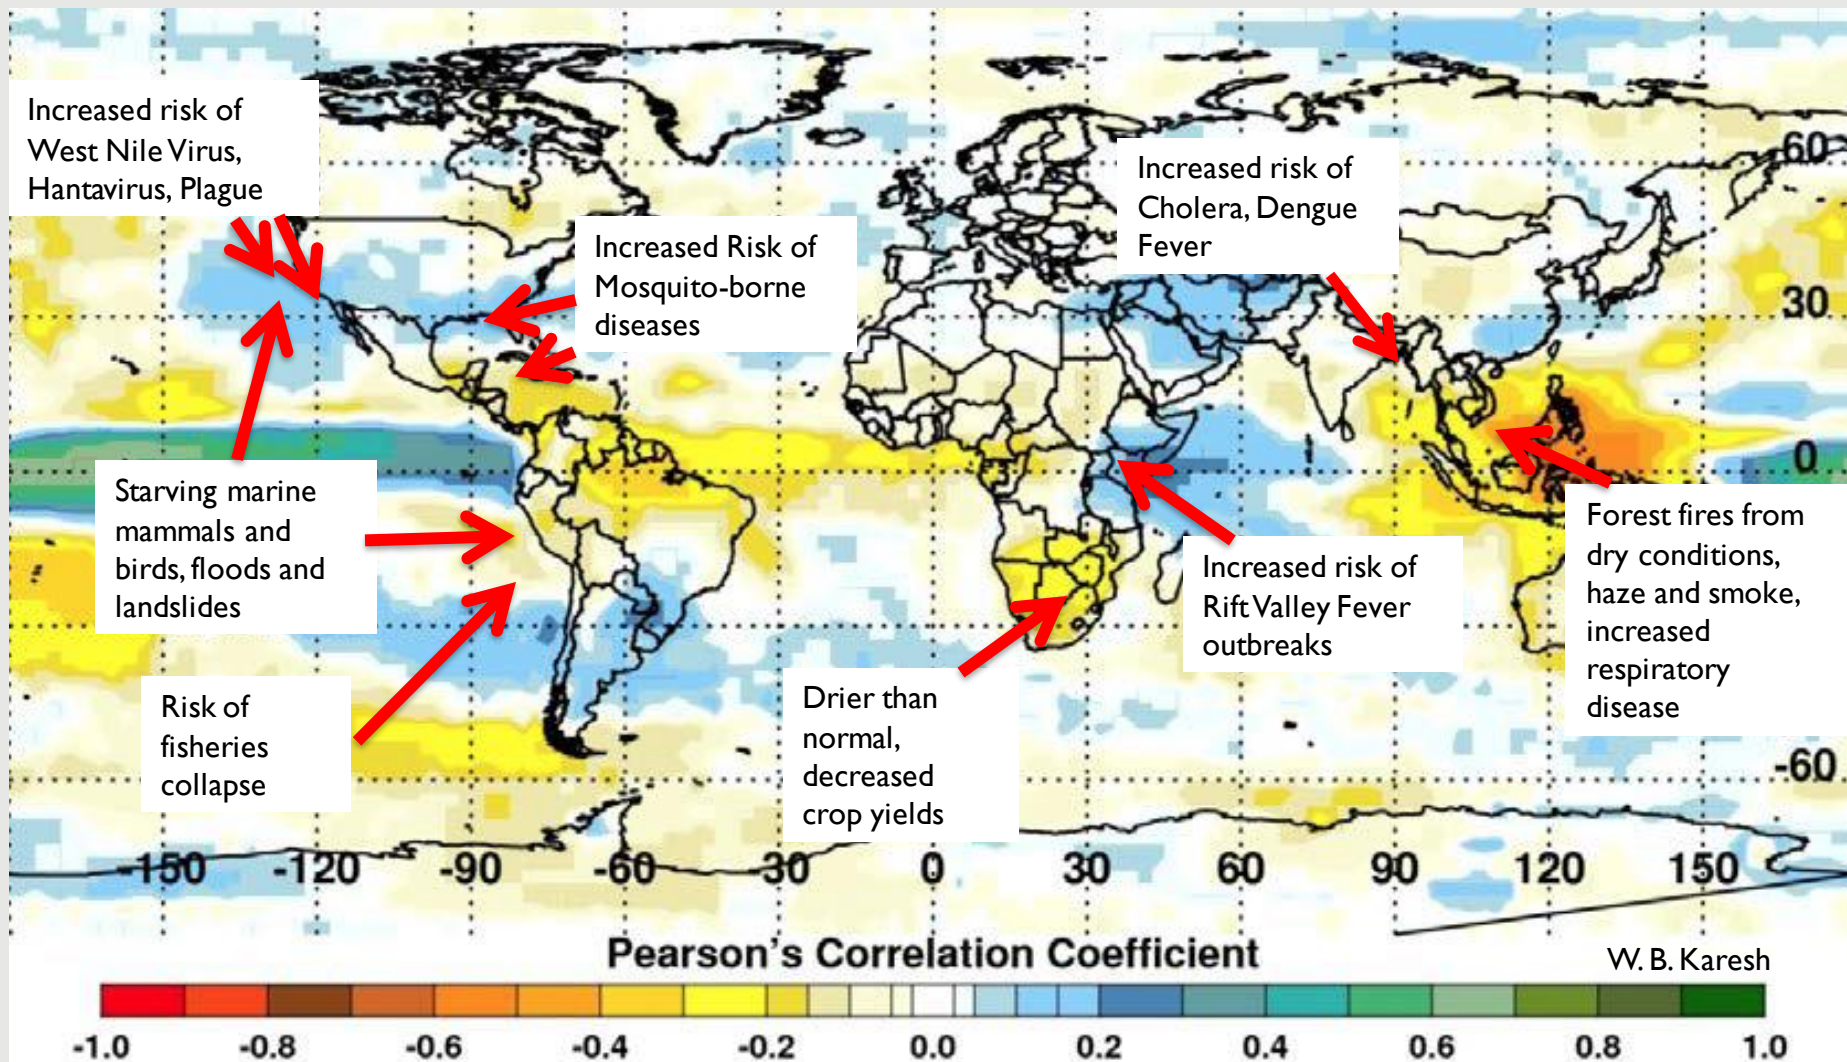 Increased risk of
West Nile Virus,
Hantavirus, Plague
Increased Risk of
Mosquito-borne
diseases
Increased risk of
Cholera, Dengue
Fever
60
30
0
-60
Starving marine
mammals and
birds, floods and
landslides
Risk of
fisheries
collapse
Drier than
normal,
decreased
crop yields
Increased risk of
Rift Valley Fever
outbreaks
Forest fires from
dry conditions,
haze and smoke,
increased
respiratory
disease
-150 -120 -90 -60 -30 0 30 60 90 120 150
Pearson's Correlation Coefficient
W. B. Karesh
-1.0 -0.8 -0.6 -0.4 -0.2 0.0 0.2 0.4 0.6 0.8 1.0